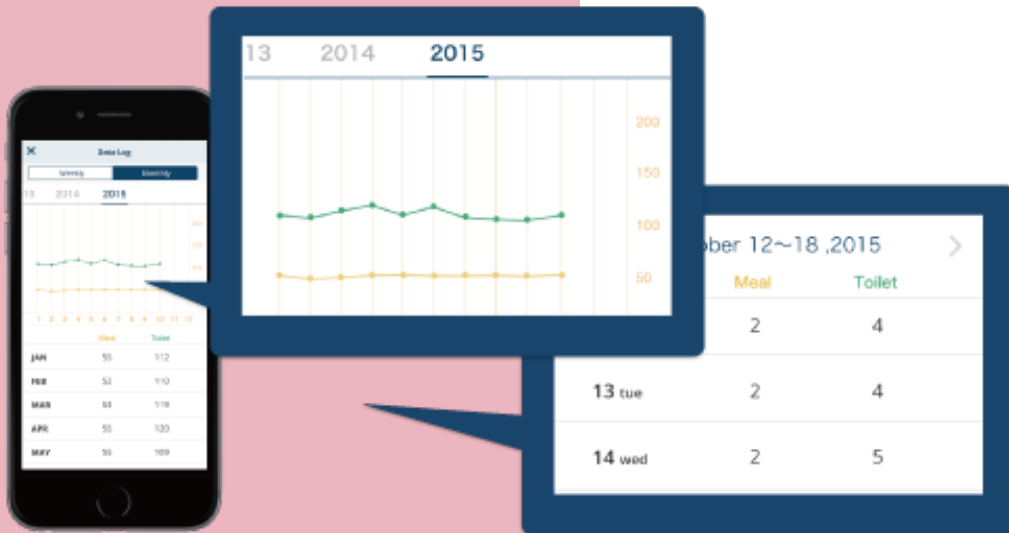 Data Log
Weekly Monthly
13 2014 2015
1 2 3 4 5 6 7 8 9 10 11 12
Meal Toilet
JAN 55 112
FEB 52 110
MAR 53 119
APR 55 120
MAY 55 109
13 2014 2015
200
150
100
50
ober 12～18 ,2015
Meal Toilet
2 4
13 tue 2 4
14 wed 2 5